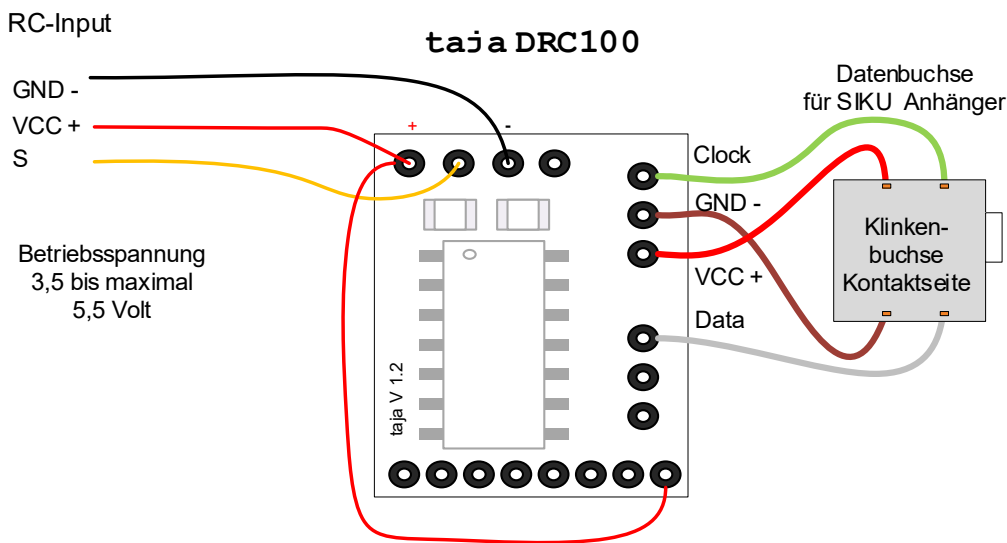 RC-Input
taja DRC100
GND -
VCC +
S
+
-
Betriebsspannung
3,5 bis maximal
5,5 Volt
taja V 1.2
Clock
GND -
VCC +
Data
Datenbuchse
für SIKU Anhänger
Klinken-
buchse
Kontaktseite